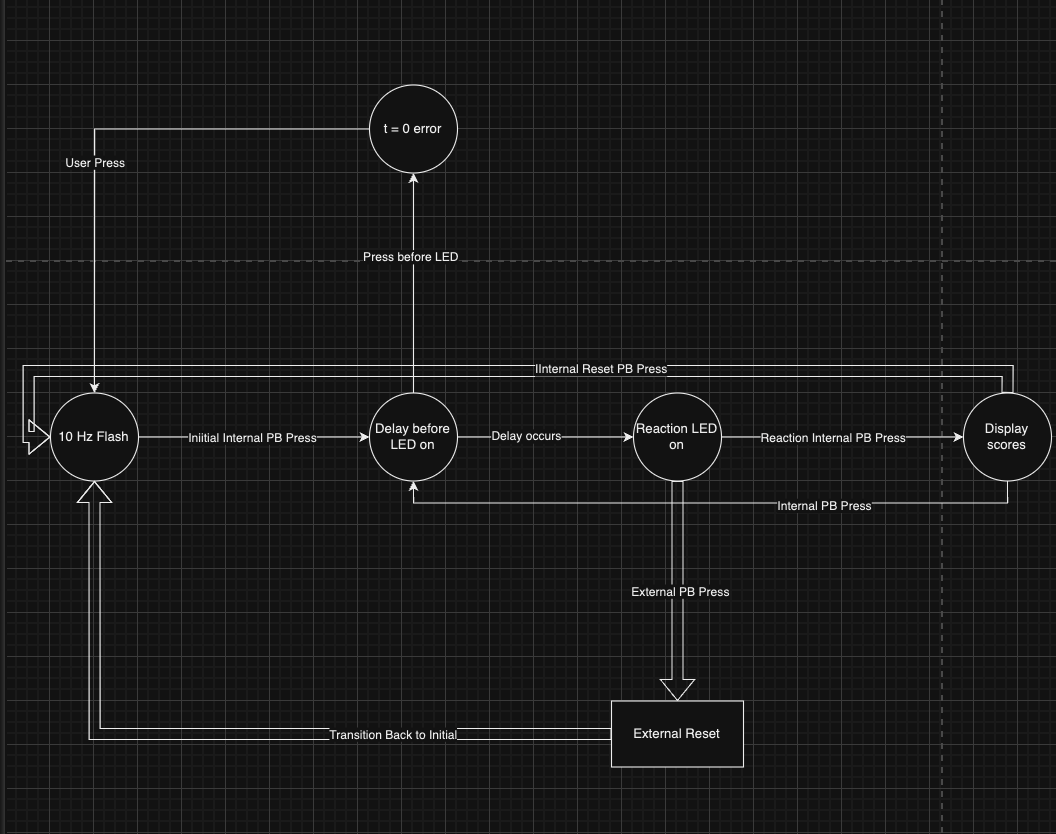 t = 0 error
User Press
Press before LED
IInternal Reset PB Press
10 Hz Flash
Iniitial Internal PB Press
Delay before
LED on
Delay occurs
Reaction LED
on
Reaction Internal PB Press
Display
scores
Internal PB Press
External PB Press
Transition Back to Initial
External Reset